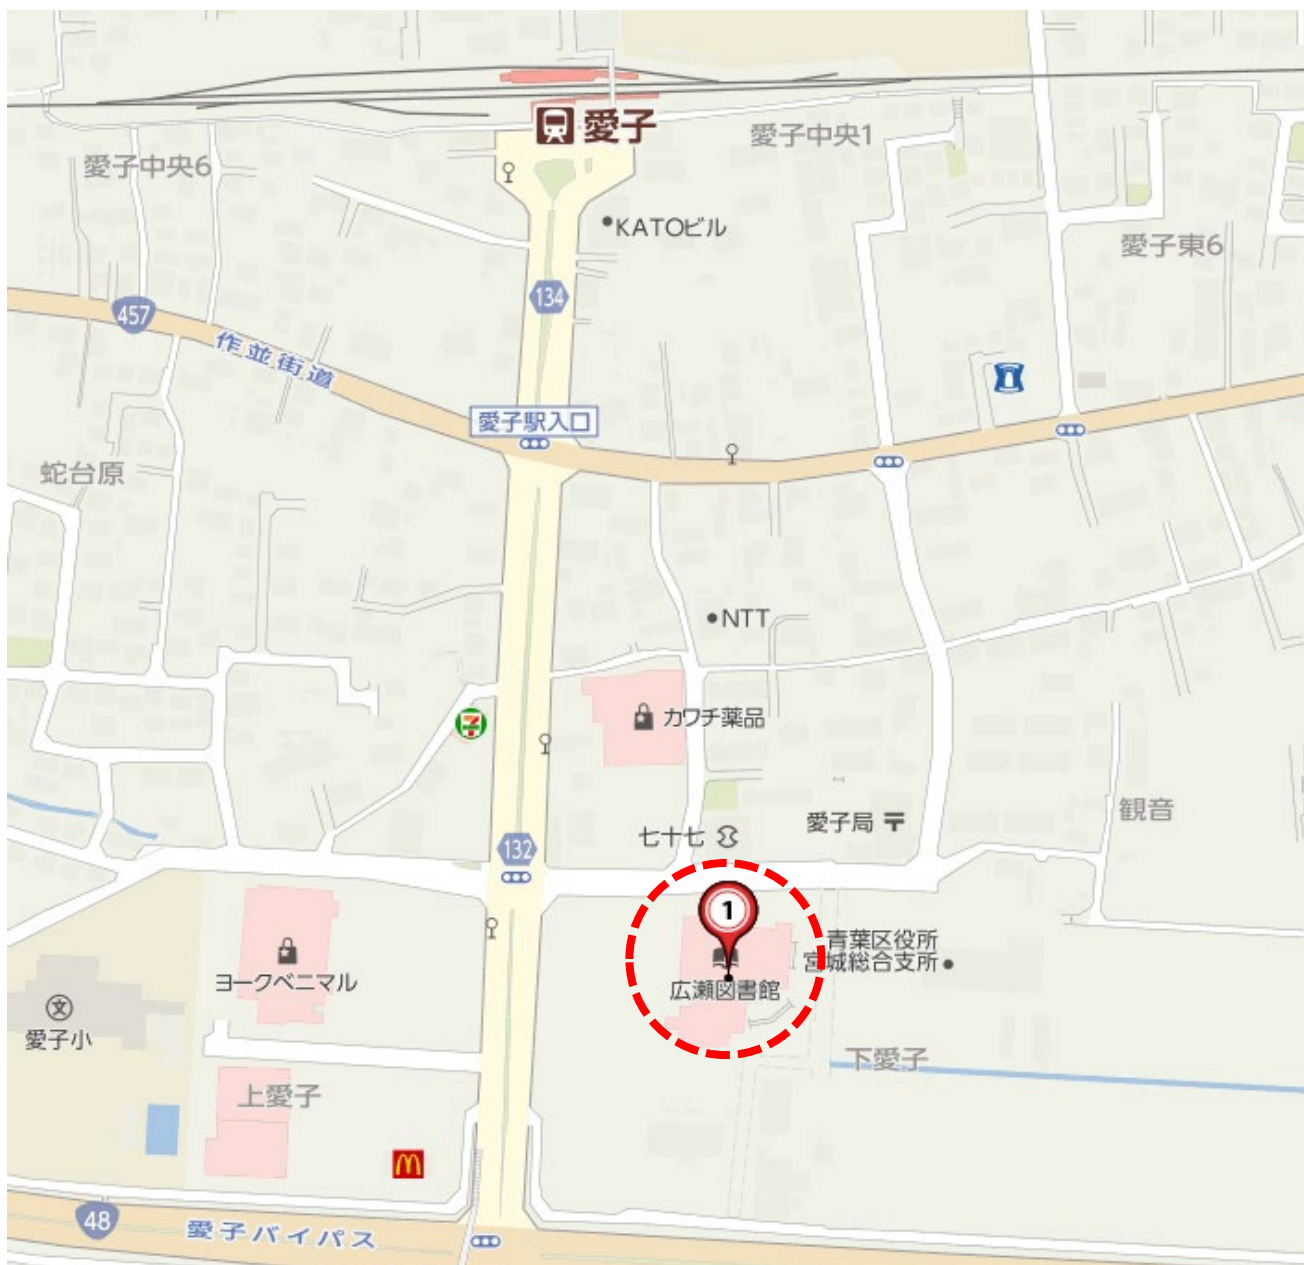 愛子
愛子中央1
愛子中央6
KATOビル
愛子東6
134
457
作並街道
愛子駅入口
蛇台原
NTT
カワチ薬品
7
観音
愛子局
七十七
132
1
青葉区役所
宮城総合支所
ヨークベニマル
広瀬図書館
文
愛子小
下愛子
上愛子
48
愛子バイパス